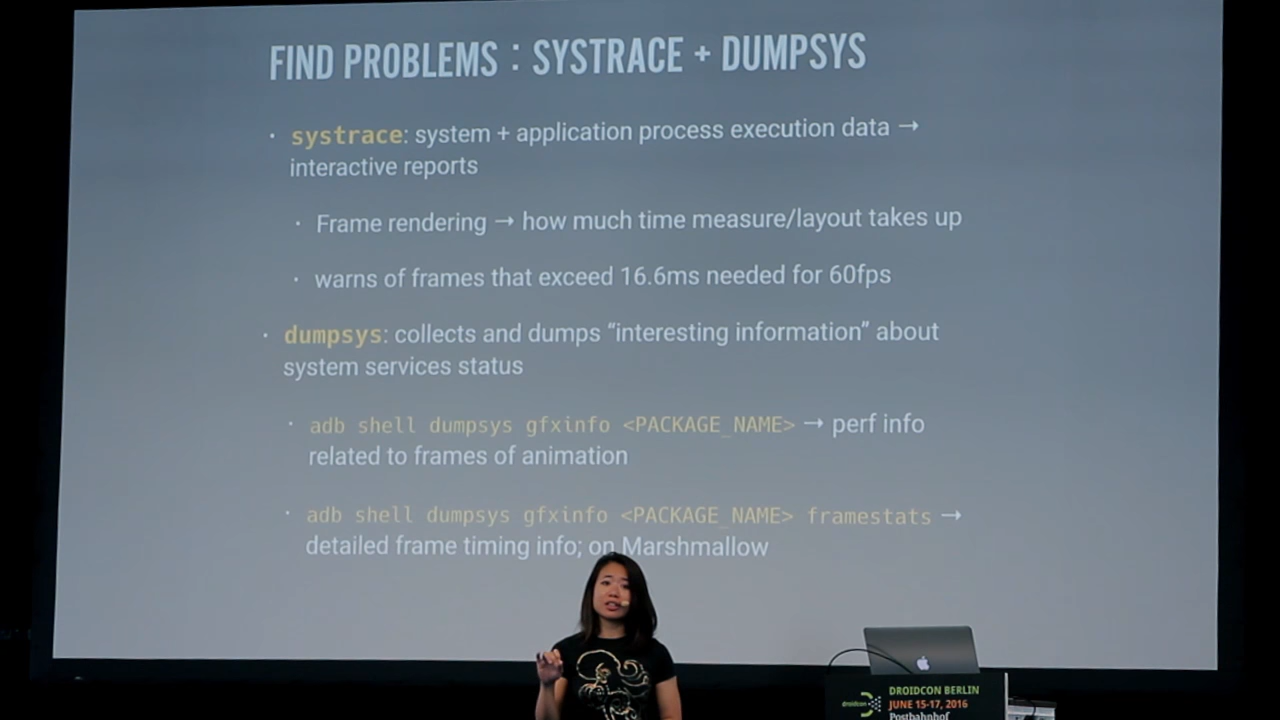 FIND PROBLEMS : SYSTRACE + DUMPSYS
• systrace: system + application process execution data →
interactive reports
• Frame rendering → how much time measure/layout takes up
• warns of frames that exceed 16.6ms needed for 60fps
• dumpsys: collects and dumps “interesting information” about
system services status
• adb shell dumpsys gfxinfo <PACKAGE_NAME> → perf info
related to frames of animation
• adb shell dumpsys gfxinfo <PACKAGE_NAME> framestats →
detailed frame timing info; on Marshmallow
droidcon
DROIDCON BERLIN
JUNE 15-17, 2016
Postbahnhof